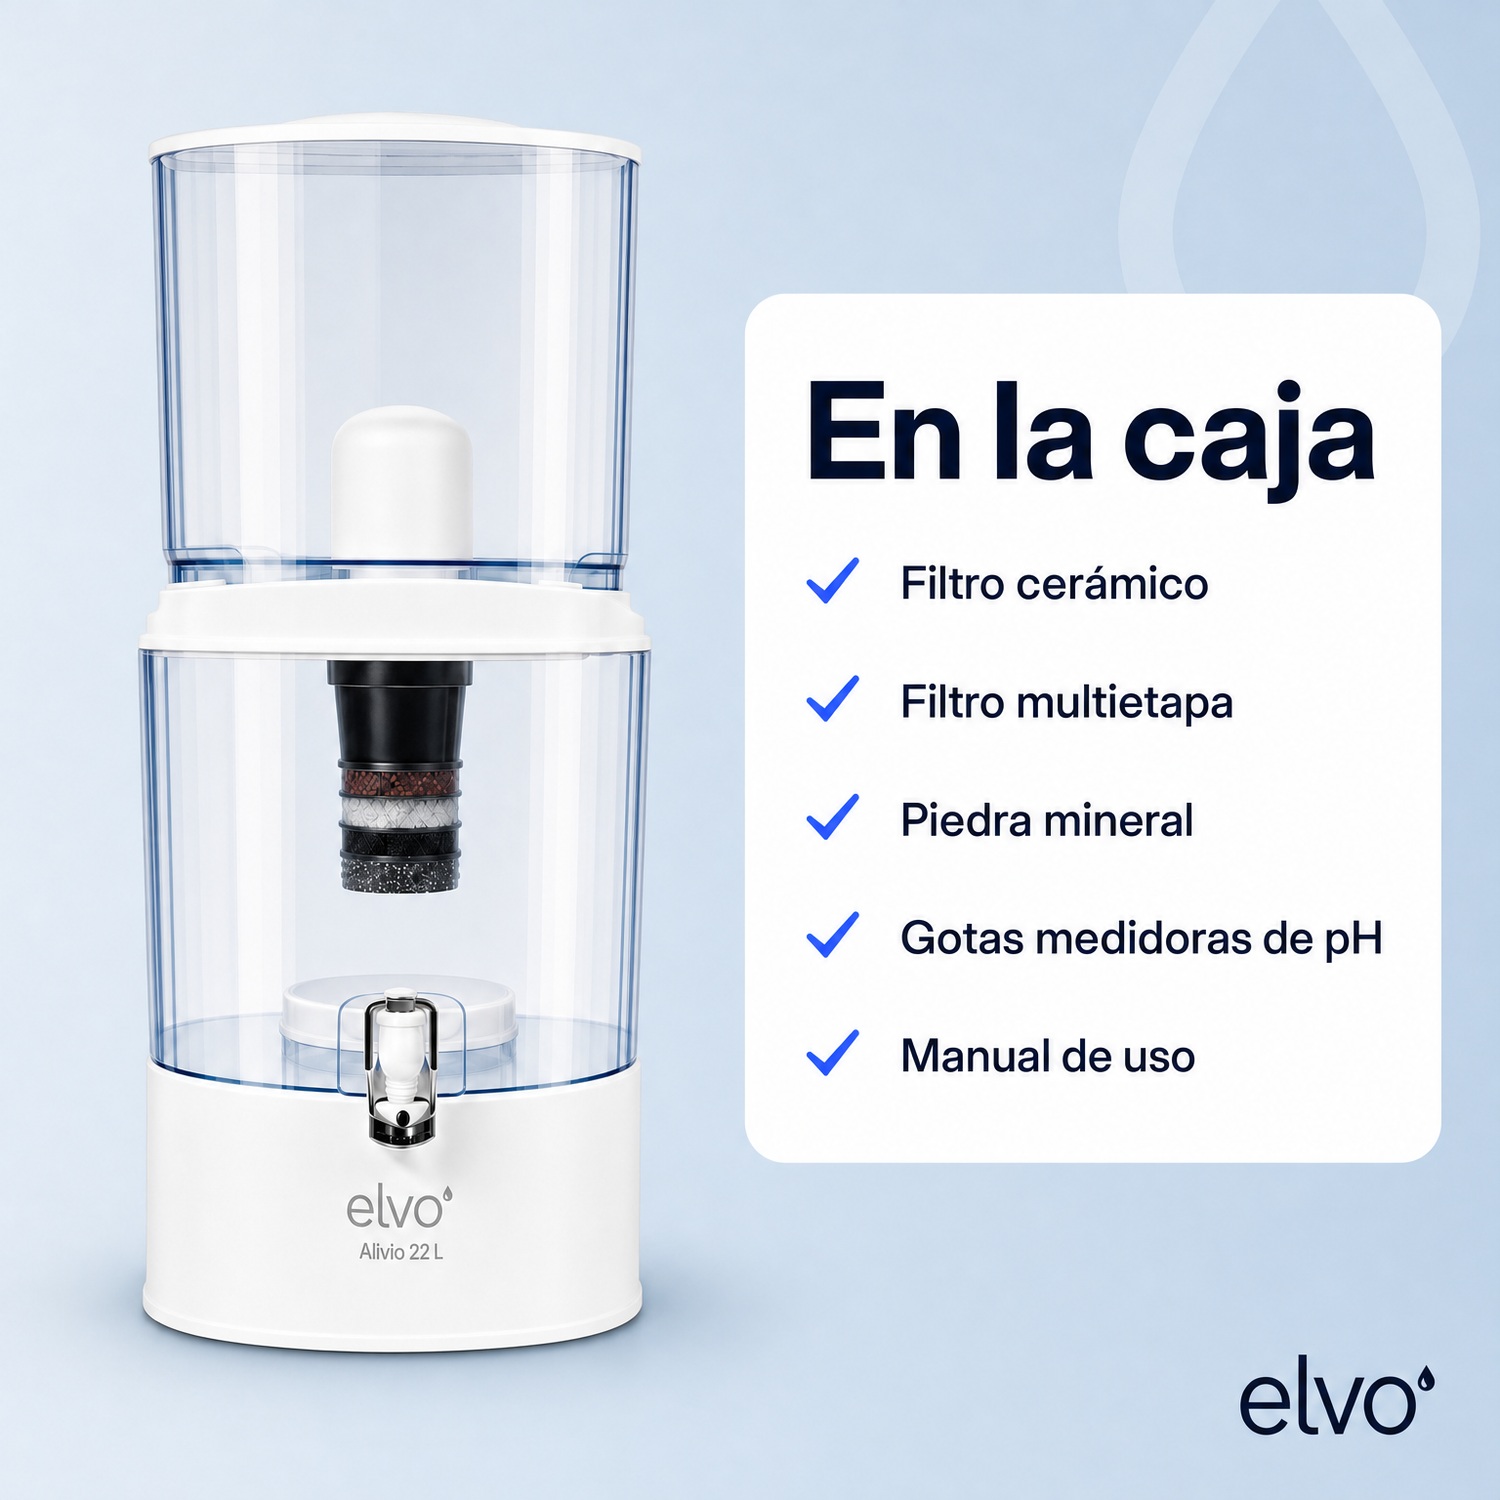 En la caja
Filtro cerámico
Filtro multietapa
Piedra mineral
Gotas medidoras de pH
Manual de uso
elvo
Alivio 22 L
elvo